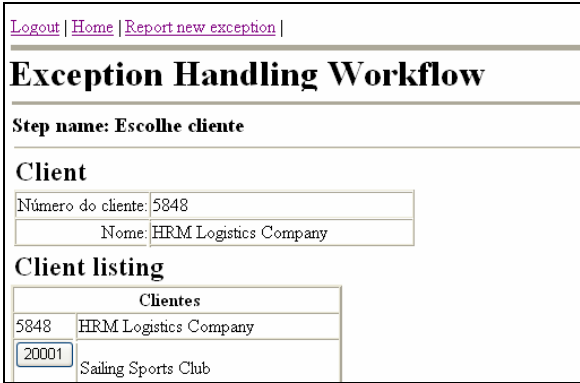 Logout | Home | Report new exception |
Exception Handling Workflow
Step name: Escolhe cliente
Client
Número do cliente: 5848
Nome: HRM Logistics Company
Client listing
Clientes
5848 HRM Logistics Company
20001 Sailing Sports Club